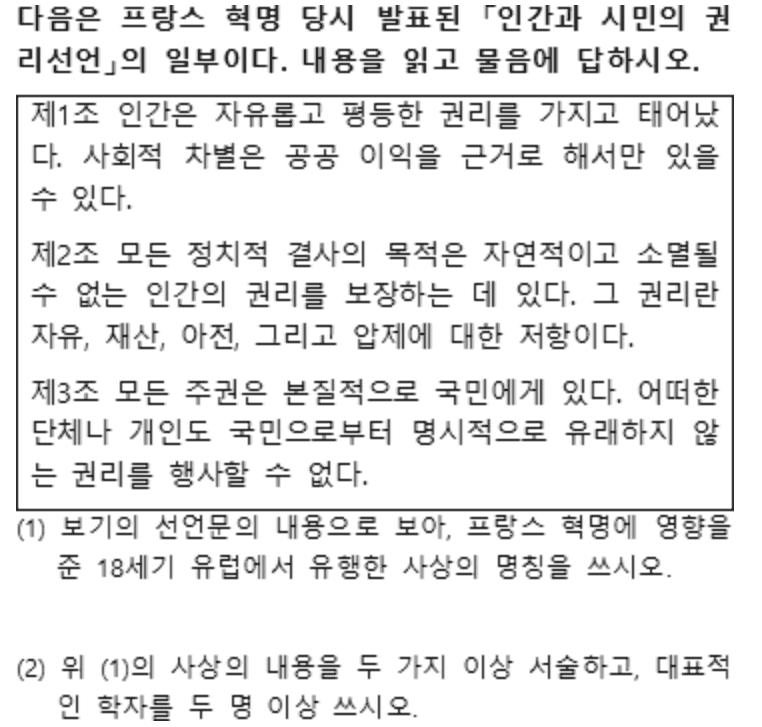 다음은 프랑스 혁명 당시 발표된 「인간과 시민의 권
리선언」의 일부이다. 내용을 읽고 물음에 답하시오.
제1조 인간은 자유롭고 평등한 권리를 가지고 태어났
다. 사회적 차별은 공공 이익을 근거로 해서만 있을
수 있다.
제2조 모든 정치적 결사의 목적은 자연적이고 소멸될
수 없는 인간의 권리를 보장하는 데 있다. 그 권리란
자유, 재산, 아전, 그리고 압제에 대한 저항이다.
제3조 모든 주권은 본질적으로 국민에게 있다. 어떠한
단체나 개인도 국민으로부터 명시적으로 유래하지 않
는 권리를 행사할 수 없다.
(1) 보기의 선언문의 내용으로 보아, 프랑스 혁명에 영향을
준 18세기 유럽에서 유행한 사상의 명칭을 쓰시오.
(2) 위 (1)의 사상의 내용을 두 가지 이상 서술하고, 대표적
인 학자를 두 명 이상 쓰시오.